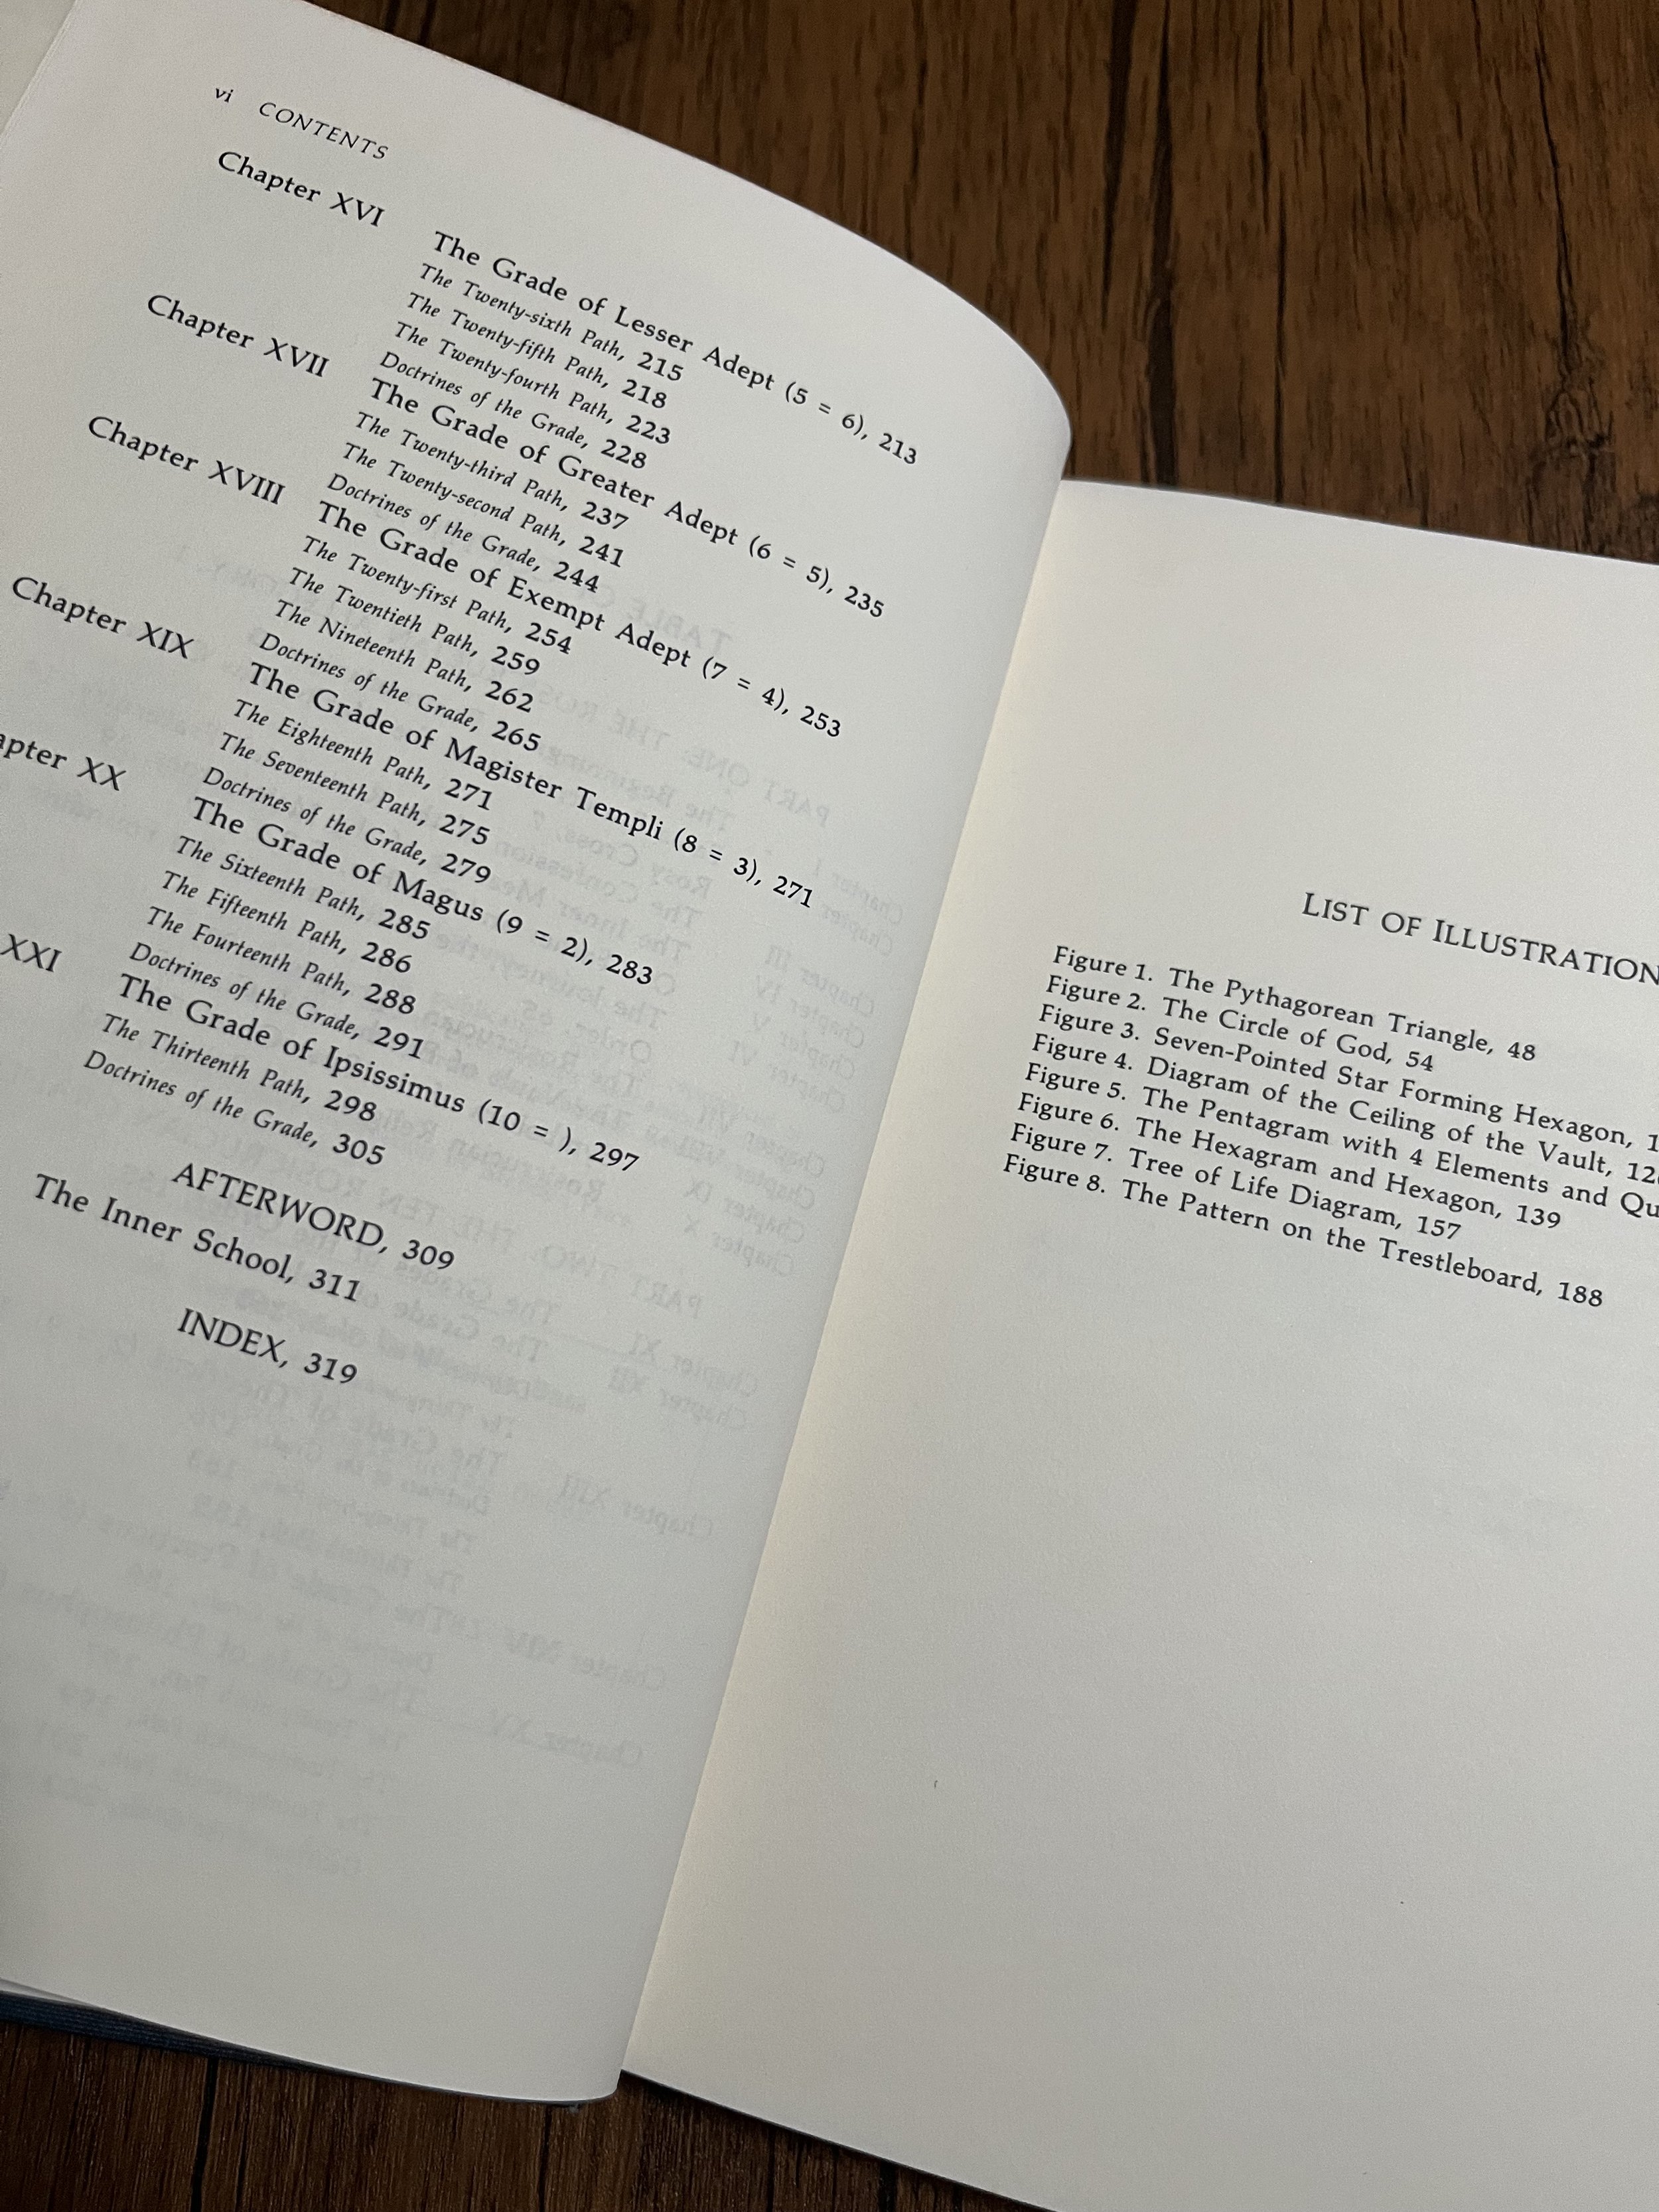 vi CONTENTS
Chapter XVI The Grade of Lesser Adept (5 = 6), 213
The Twenty-sixth Path, 215
The Twenty-fifth Path, 218
The Twenty-fourth Path, 223
Doctrines of the Grade, 228
Chapter XVII The Grade of Greater Adept (6 = 5), 235
The Twenty-third Path, 237
The Twenty-second Path, 241
Doctrines of the Grade, 244
Chapter XVIII The Grade of Exempt Adept (7 = 4), 253
The Twenty-first Path, 254
The Twentieth Path, 259
The Nineteenth Path, 262
Doctrines of the Grade, 265
Chapter XIX The Grade of Magister Templi (8 = 3), 271
The Eighteenth Path, 271
The Seventeenth Path, 275
Doctrines of the Grade, 279
apter XX The Grade of Magus (9 = 2), 283
The Sixteenth Path, 285
The Fifteenth Path, 286
The Fourteenth Path, 288
Doctrines of the Grade, 291
XXI The Grade of Ipsissimus (10 = ), 297
The Thirteenth Path, 298
Doctrines of the Grade, 305
AFTERWORD, 309
The Inner School, 311
INDEX, 319
LIST OF ILLUSTRATION
Figure 1. The Pythagorean Triangle, 48
Figure 2. The Circle of God, 54
Figure 3. Seven-Pointed Star Forming Hexagon, 1
Figure 4. Diagram of the Ceiling of the Vault, 12
Figure 5. The Pentagram with 4 Elements and Qu
Figure 6. The Hexagram and Hexagon, 139
Figure 7. Tree of Life Diagram, 157
Figure 8. The Pattern on the Trestleboard, 188